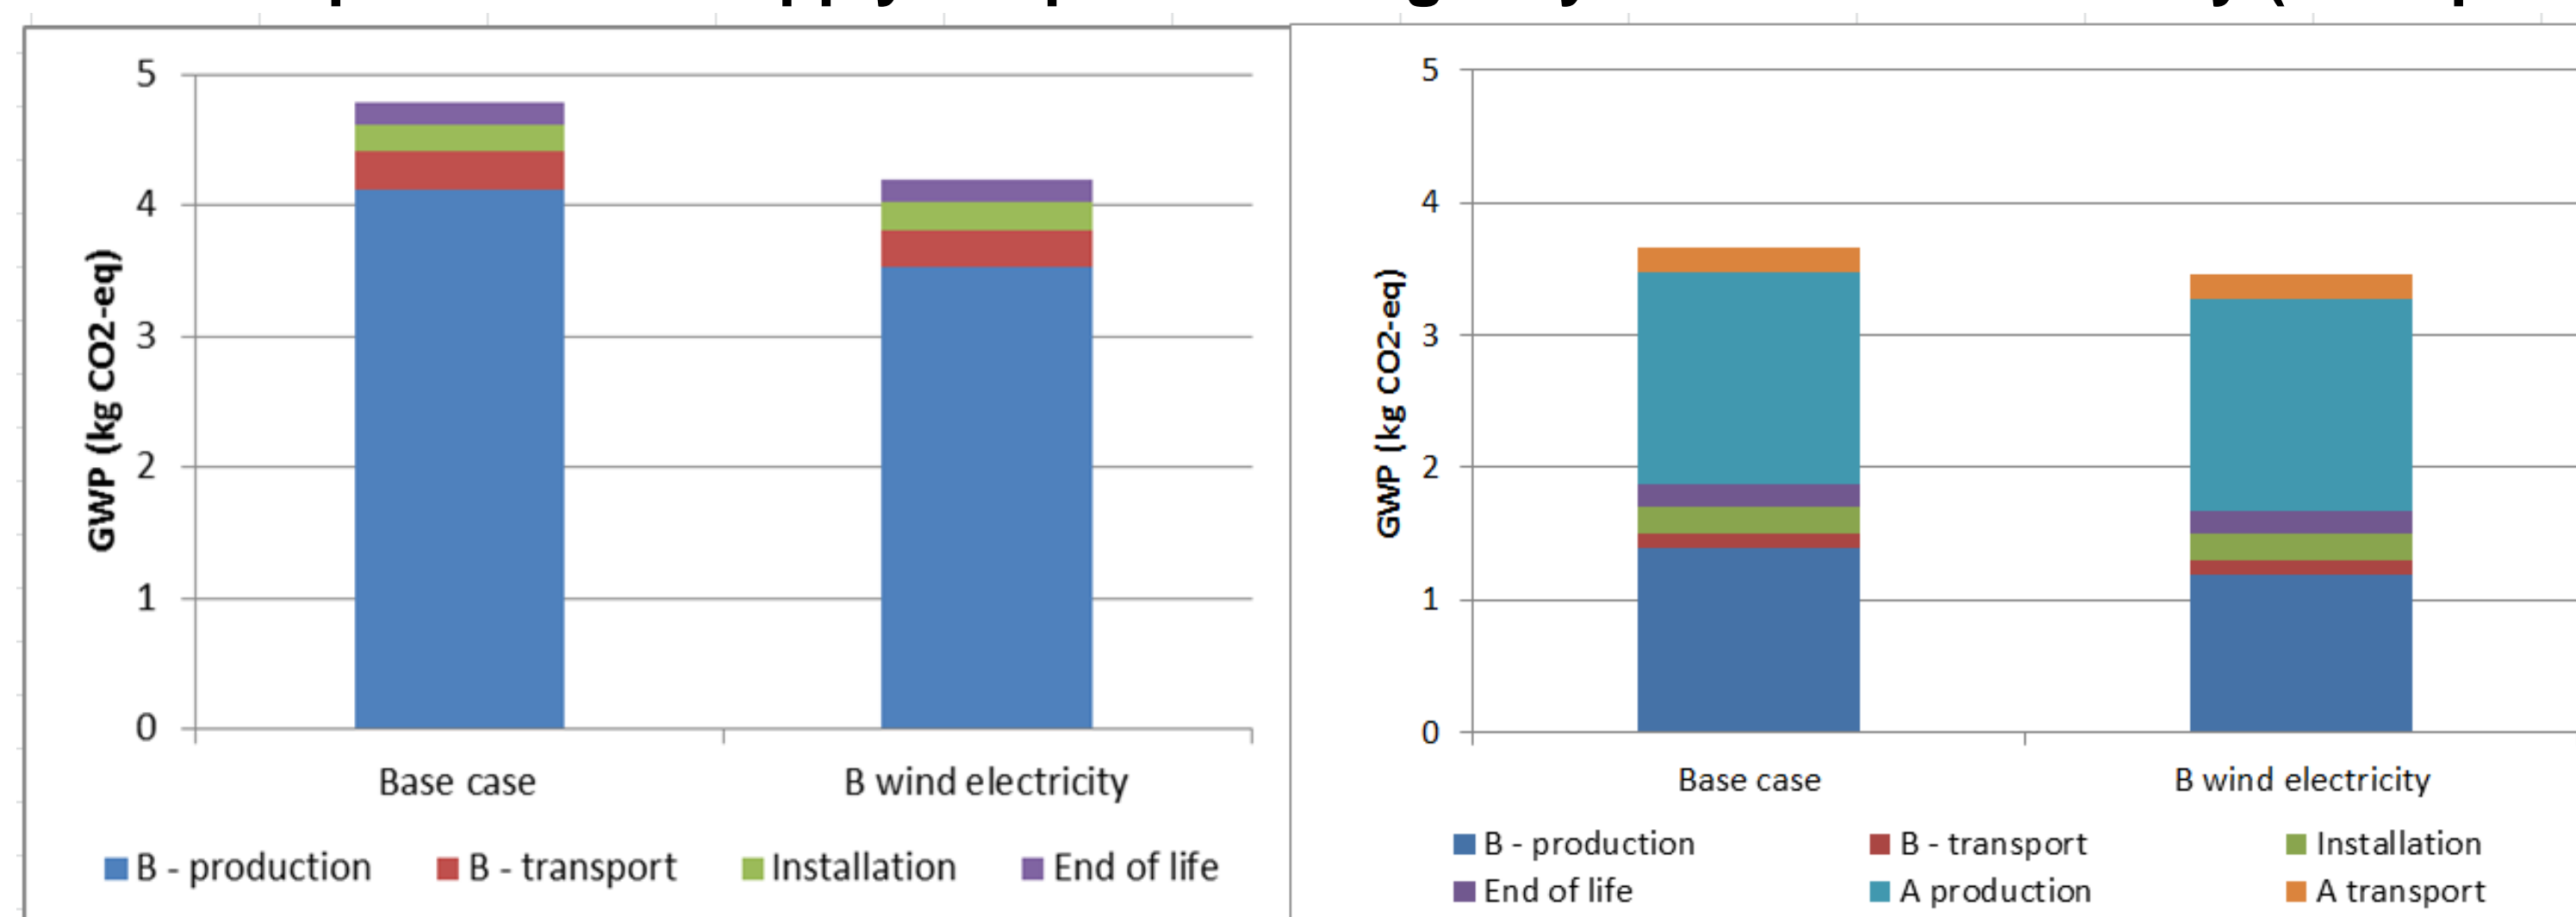 5
4
3
2
1
0
GWP (kg CO2-eq)
Base case B wind electricity
B - production B - transport Installation End of life
5
4
3
2
1
0
GWP (kg CO2-eq)
Base case B wind electricity
B - production B - transport Installation
End of life A production A transport